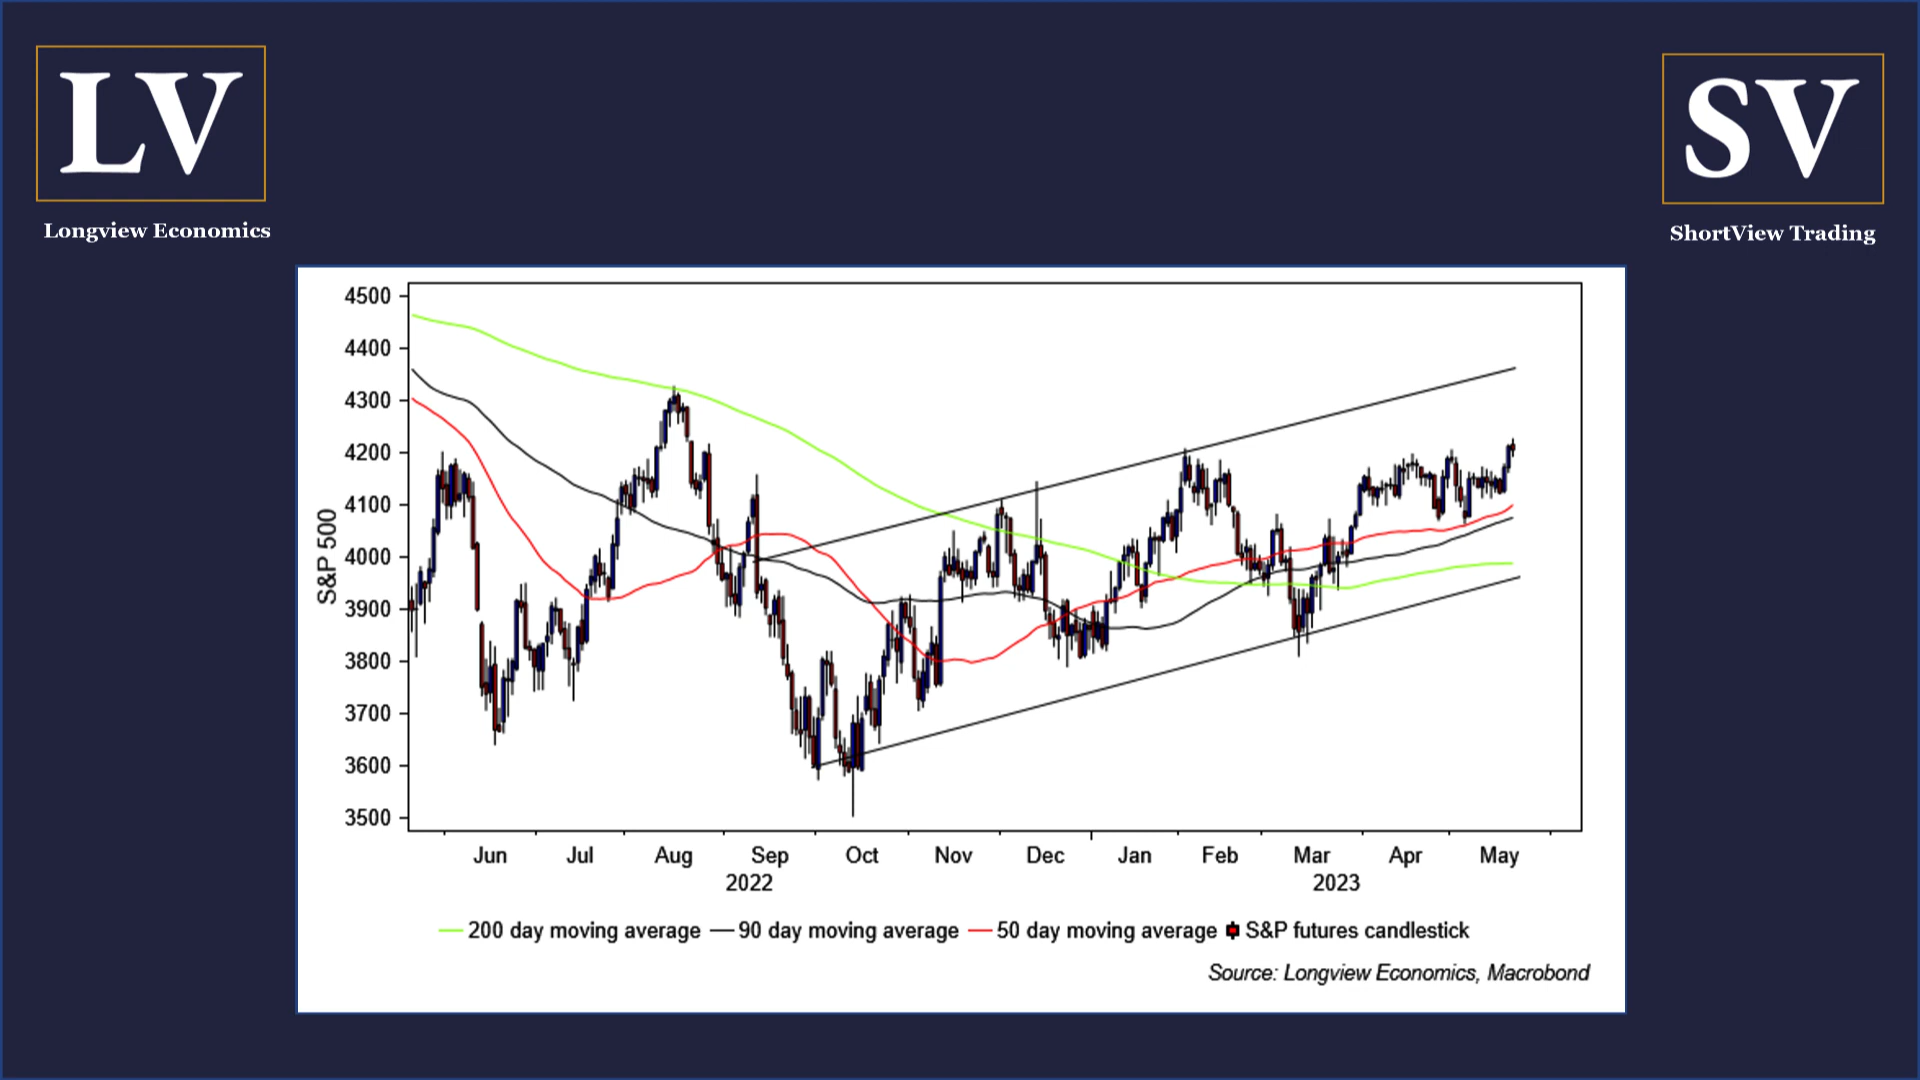 LV
Longview Economics
SV
ShortView Trading
4500
4400
4300
4200
4100
4000
3900
3800
3700
3600
3500
S&P 500
Jun Jul Aug Sep Oct Nov Dec Jan Feb Mar Apr May
2022 2023
200 day moving average 90 day moving average 50 day moving average S&P futures candlestick
Source: Longview Economics, Macrobond